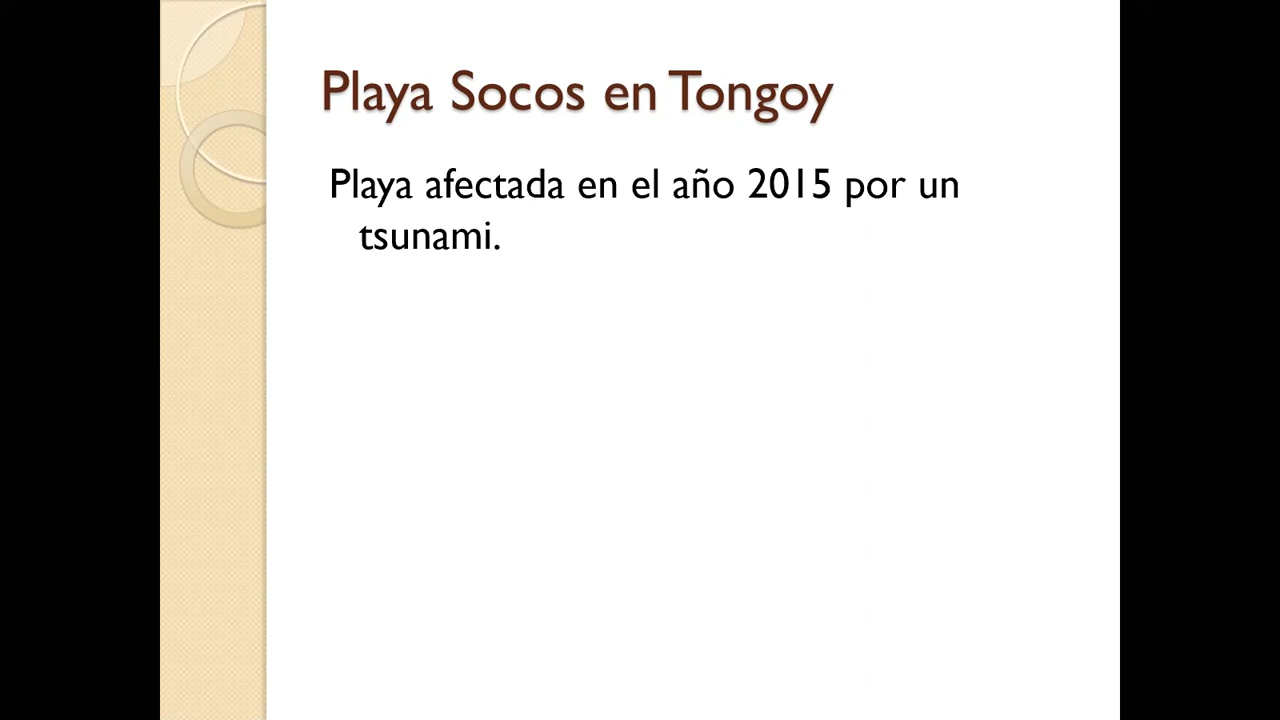 Playa Socos en Tongoy
Playa afectada en el año 2015 por un
tsunami.